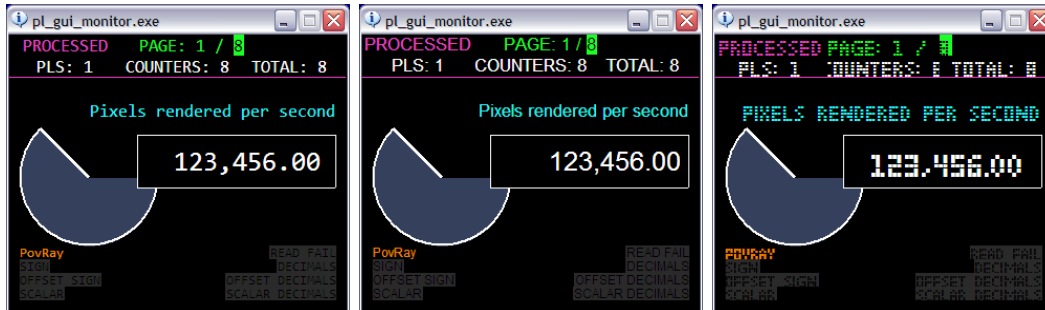 pl_gui_monitor.exe
PROCESSED PAGE: 1 / 8
PLS: 1 COUNTERS: 8 TOTAL: 8
Pixels rendered per second
123,456.00
PovRay READ FAIL
SIGN DECIMALS
OFFSET SIGN OFFSET DECIMALS
SCALAR SCALAR DECIMALS
pl_gui_monitor.exe
PROCESSED PAGE: 1 / 8
PLS: 1 COUNTERS: 8 TOTAL: 8
Pixels rendered per second
123,456.00
PovRay READ FAIL
SIGN DECIMALS
OFFSET SIGN OFFSET DECIMALS
SCALAR SCALAR DECIMALS
pl_gui_monitor.exe
PROCESSED PAGE: 1 /
PLS: 1 COUNTERS: TOTAL: 8
PIXELS RENDERED PER SECOND
123,456.00
POVRAY READ FAIL
SIGN DECIMALS
OFFSET SIGN OFFSET DECIMALS
SCALAR SCALAR DECIMALS